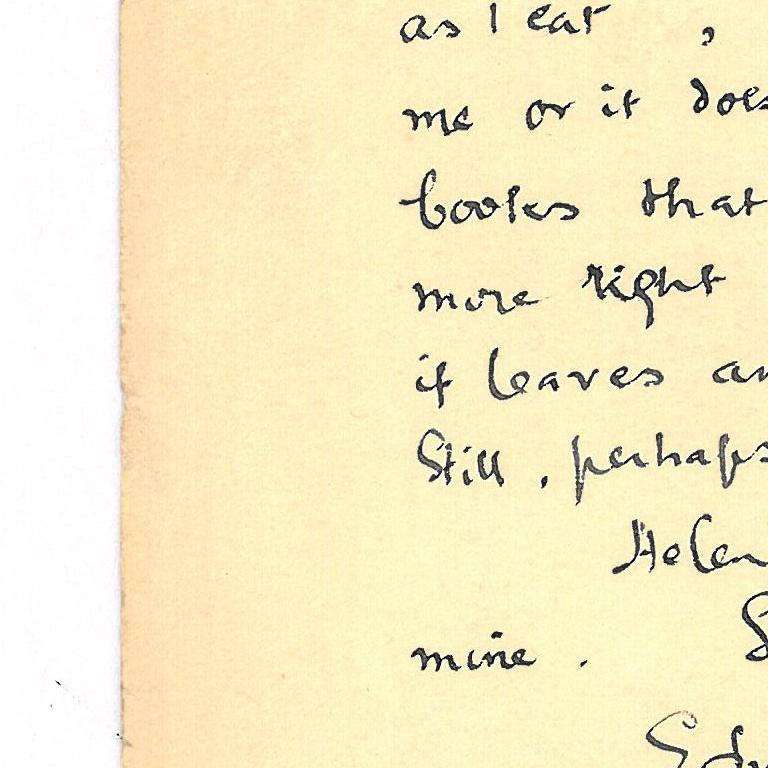 as I eat ,
me or it does
books that
more right
if leaves an
Still , perhaps
Helen
mine . S
Edw